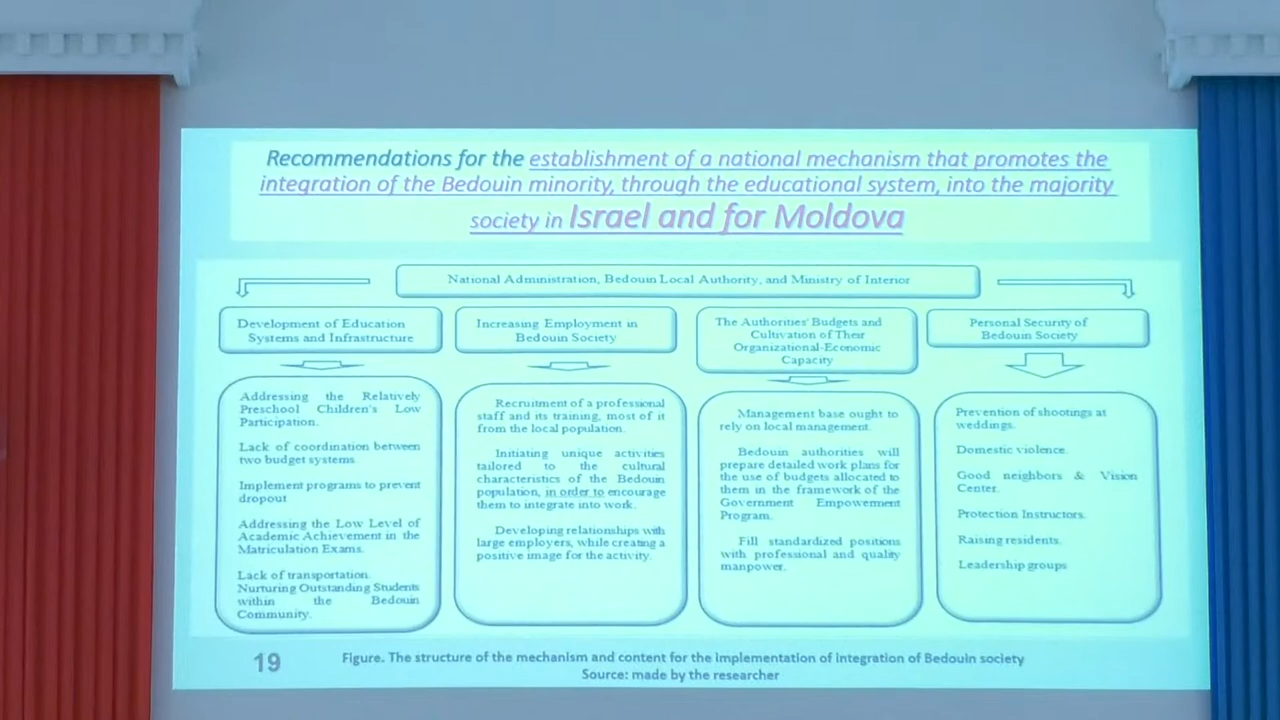 Recommendations for the establishment of a national mechanism that promotes the
integration of the Bedouin minority, through the educational system, into the majority
society in Israel and for Moldova
National Administration, Bedouin Local Authority, and Ministry of Interior
Development of Education
Systems and Infrastructure
Addressing the Relatively
Preschool Children's Low
Participation.
Lack of coordination between
two budget systems.
Implement programs to prevent
dropout
Addressing the Low Level of
Academic Achievement in the
Matriculation Exams.
Lack of transportation.
Nurturing Outstanding Students
within the Bedouin
Community.
Increasing Employment in
Bedouin Society
Recruitment of a professional
staff and its training, most of it
from the local population.
Initiating unique activities
tailored to the cultural
characteristics of the Bedouin
population, in order to encourage
them to integrate into work.
Developing relationships with
large employers, while creating a
positive image for the activity.
The Authorities' Budgets and
Cultivation of Their
Organizational-Economic
Capacity
Management base ought to
rely on local management.
Bedouin authorities will
prepare detailed work plans for
the use of budgets allocated to
them in the framework of the
Government Empowerment
Program.
Fill standardized positions
with professional and quality
manpower.
Personal Security of
Bedouin Society
Prevention of shootings at
weddings.
Domestic violence.
Good neighbors & Vision
Center.
Protection Instructors.
Raising residents.
Leadership groups
19
Figure. The structure of the mechanism and content for the implementation of integration of Bedouin society
Source: made by the researcher